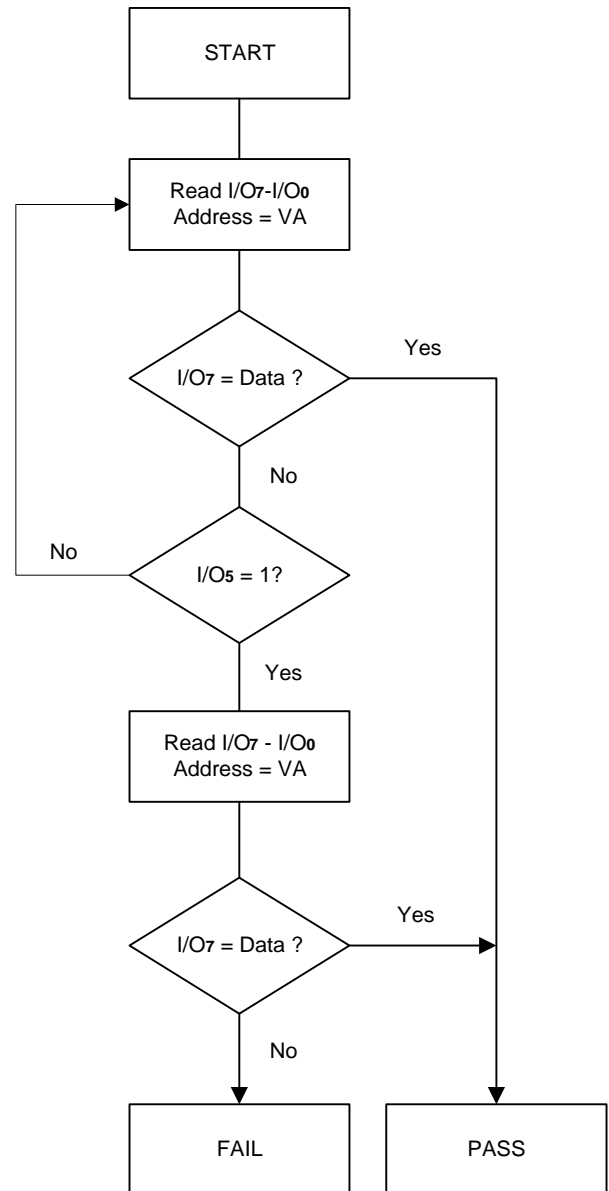 START
Read I/O7-I/O0
Address = VA
I/O7 = Data ?
Yes
No
No
I/O5 = 1?
Yes
Read I/O7 - I/O0
Address = VA
I/O7 = Data ?
Yes
No
FAIL
PASS